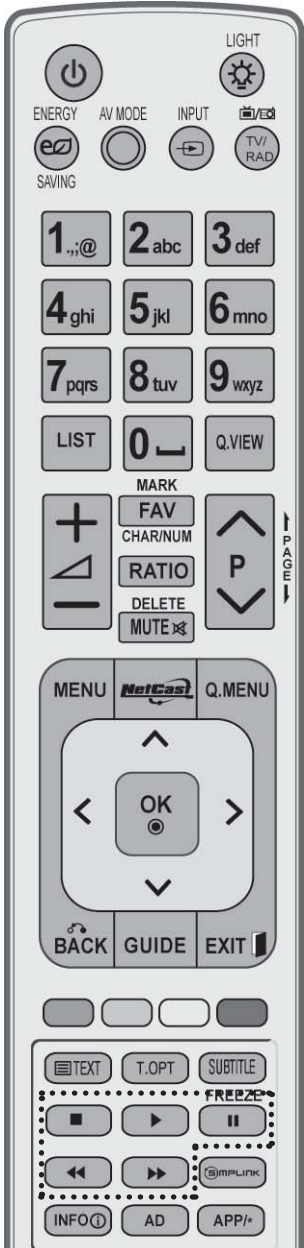 LIGHT
ENERGY AV MODE INPUT
TV/
RAD
SAVING
1.,;@ 2abc 3def
4ghi 5jkl 6mno
7pqrs 8tuv 9wxyz
LIST 0 Q.VIEW
MARK
FAV
CHAR/NUM
RATIO
P
PAGE
DELETE
MUTE
MENU NetCast Q.MENU
OK
BACK GUIDE EXIT
TEXT T.OPT SUBTITLE
FREEZE
SIMPLINK
INFO i AD APP/*